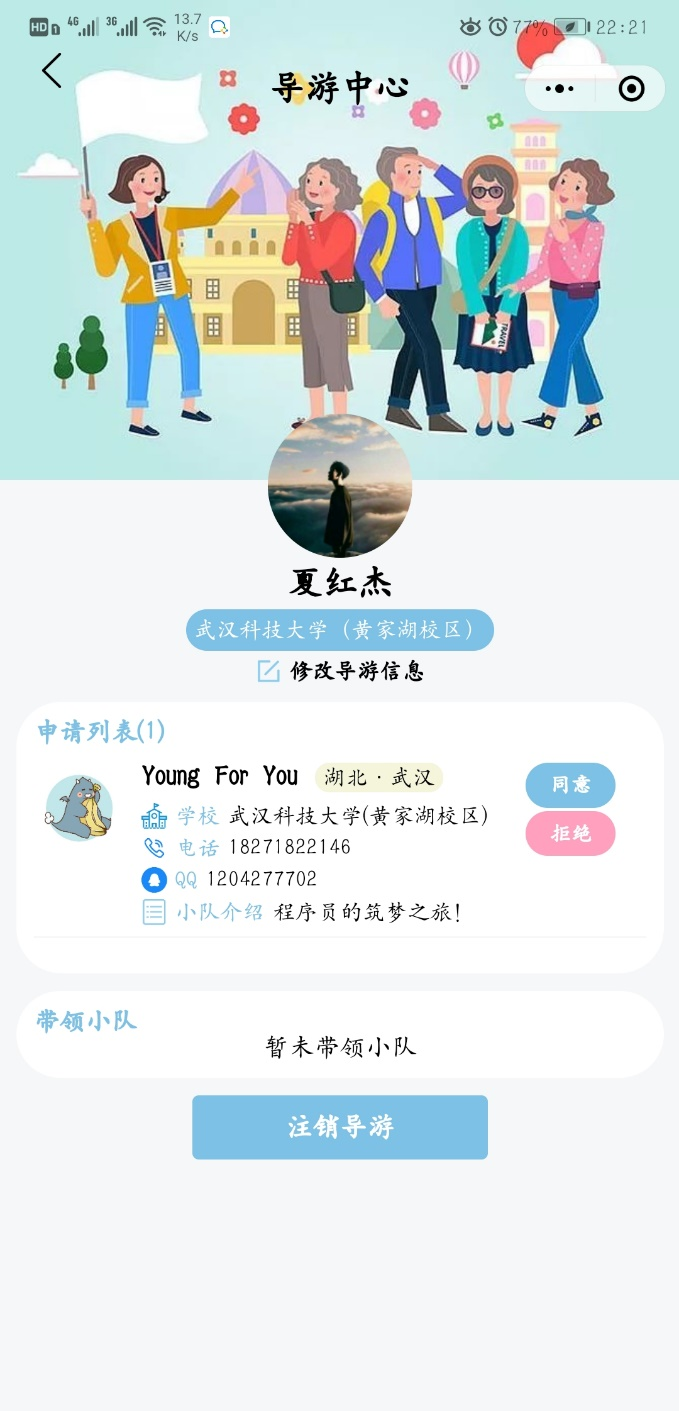 HD 1 4G 3G 13.7 K/s 77% 22:21
导游中心
TRAVEL
夏红杰
武汉科技大学（黄家湖校区）
修改导游信息
申请列表(1)
Young For You 湖北·武汉 同意
学校 武汉科技大学(黄家湖校区)
拒绝
电话 18271822146
QQ 1204277702
小队介绍 程序员的筑梦之旅!
带领小队
暂未带领小队
注销导游